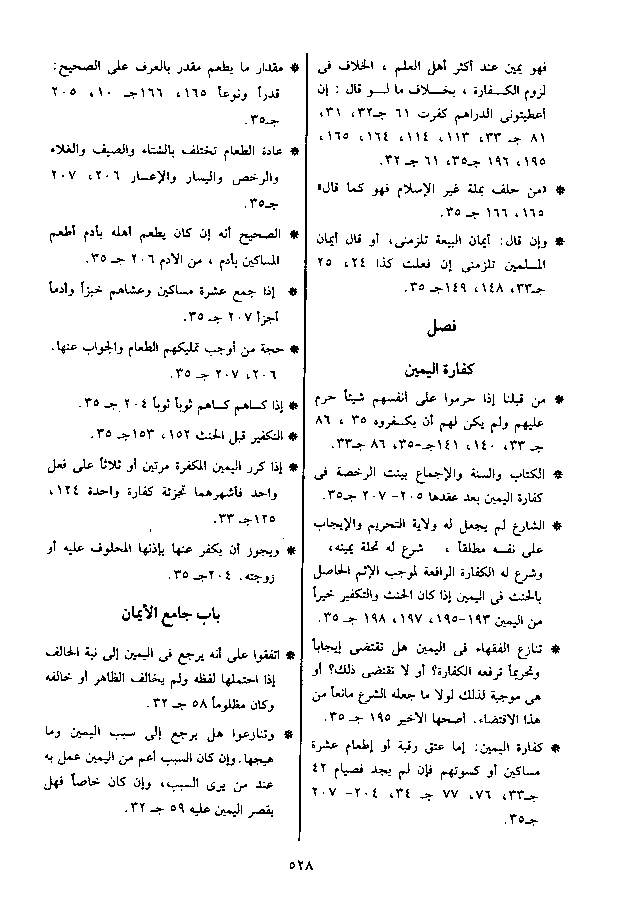 فهو يمين عند أكثر أهل العلم ، الخلاف فى
لزوم الكـفارة ، بخـلاف ما لـو قال : إن
أعطيتونى الدراهم كفرت ٦١ جـ٣٢، ٣١،
٨١ جـ ٣٣، ١١٣، ١١٤، ١٦٤، ١٦٥،
١٩٥، ١٩٦ جـ٣٥، ٦١ جـ ٣٢.
* «من حلف بملة غير الإسلام فهو كما قال»
١٦٥، ١٦٦ جـ ٣٥.
* وإن قال: أيمان البيعة تلزمنى، أو قال أيمان
المـسلمين تلزمنى إن فعلت كذا ٢٤، ٢٥
جـ٣٣، ١٤٨، ١٤٩جـ ٣٥.
فصل
كفارة اليمين
* من قبلنا إذا حرموا على أنفسهم شيئاً حرم
عليهم ولم يكن لهم أن يكـفروه ٣٥ ، ٨٦
جـ ٣٣، ١٤٠، ١٤١جـ-٣٥، ٨٦ جـ٣٣.
* الكتاب والسنة والإجماع بينت الرخصة فى
كفارة اليمين بعد عقدها ٢٠٥- ٢٠٧ جـ٣٥.
* الشارع لم يجعل له ولاية التحريم والإيجاب
على نفسه مطلقاً ، شرع له تحلة يمينه،
وشرع له الكفارة الرافعة لموجب الإثم الحاصل
بالحنث فى اليمين إذا كان الحنث والتكفير خيراً
من اليمين ١٩٣-١٩٥، ١٩٧، ١٩٨ جـ ٣٥.
* تنازع الفقهاء فى اليمين هل تقتضى إيجاباً
وتحريماً ترفعه الكفارة؟ أو لا تقتضى ذلك؟ أو
هى موجبة لذلك لولا ما جعله الشرع مانعاً من
هذا الاقتضاء. أصحها الأخير ١٩٥ جـ ٣٥.
* كفارة اليمين: إما عتق رقبة أو إطعام عشرة
مساكين أو كسوتهم فإن لم يجد فصيام ٤٢
جـ٣٣، ٧٦، ٧٧ جـ ٣٤، ٢٠٤- ٢٠٧
جـ٣٥.
* مقدار ما يطعم مقدر بالعرف على الصحيح:
قدراً ونوعاً ١٦٥، ١٦٦جـ ١٠، ٢٠٥
جـ٣٥.
* عادة الطعام تختلف بالشتاء والصيف والغلاء
والرخص واليسار والإعسار ٢٠٦، ٢٠٧
جـ٣٥.
* الصحيح أنه إن كان يطعم أهله بأدم أطعم
المساكين بأدم ، من الأدم ٢٠٦ جـ ٣٥.
* إذا جمع عشرة مساكين وعشاهم خبزاً وأدماً
أجزأ ٢٠٧ جـ ٣٥.
* حجة من أوجب تمليكهم الطعام والجواب عنها.
٢٠٦، ٢٠٧ جـ ٣٥.
* إذا كـساهم كـساهم ثوباً ثوباً ٢٠٤ جـ ٣٥.
* التكفير قبل الحنث ١٥٢، ١٥٣جـ ٣٥.
* إذا كرر اليمين المكفرة مرتين أو ثلاثاً على فعل
واحد فأشهرهما تجزئة كفارة واحدة ١٢٤،
١٢٥جـ ٣٣.
* ويجوز أن يكفر عنها بإذنها المحلوف عليه أو
زوجته. ٢٠٤جـ ٣٥.
باب جامع الأيمان
* اتفقوا على أنه يرجع فى اليمين إلى نية الحالف
إذا احتملها لفظه ولم يخالف الظاهر أو خالفه
وكان مظلوماً ٥٨ جـ ٣٢.
* وتنازعوا هل يرجع إلى سبب اليمين وما
هيجها. وإن كان السبب أعم من اليمين عمل به
عند من يرى السبب، وإن كان خاصاً فهل
يقصر اليمين عليه ٥٩ جـ ٣٢.
٥٢٨